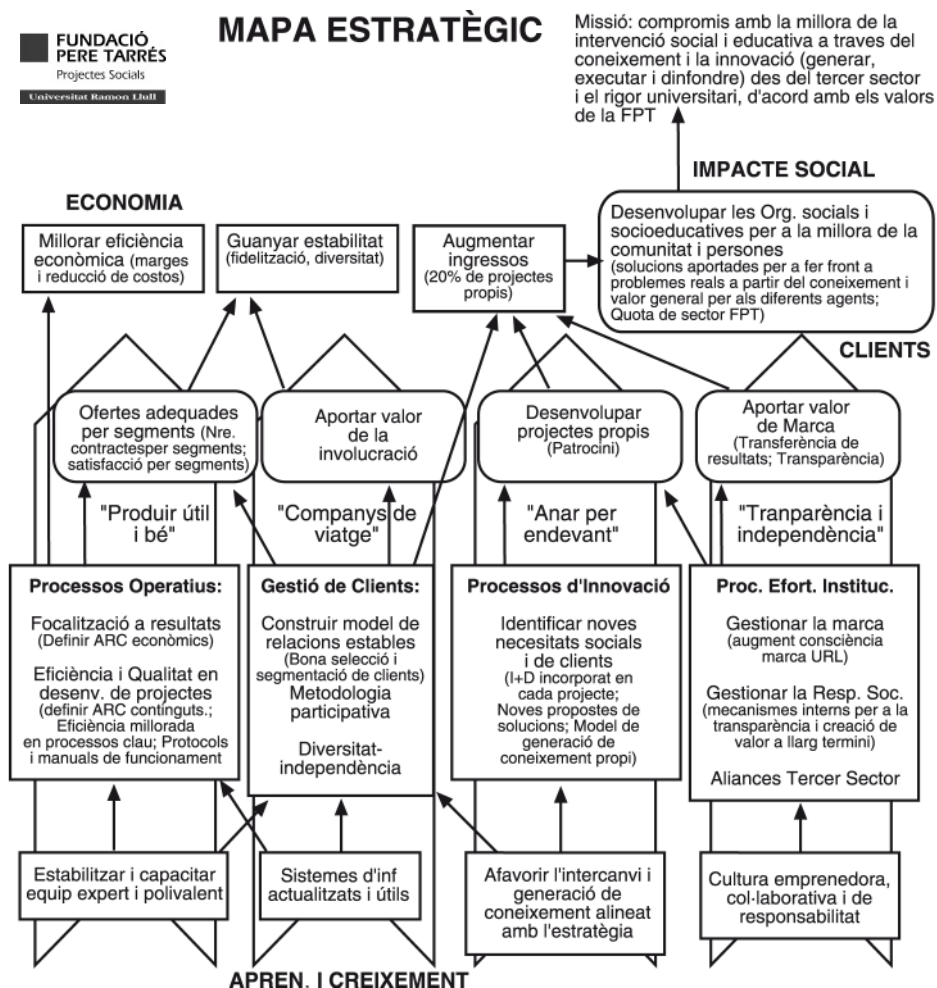 FUNDACIÓ
PERE TARRÉS
Projectes Socials
Universitat Ramon Llull
MAPA ESTRATÈGIC
Missió: compromis amb la millora de la
intervenció social i educativa a traves del
coneixement i la innovació (generar,
executar i dinfondre) des del tercer sector
i el rigor universitari, d'acord amb els valors
de la FPT
IMPACTE SOCIAL
ECONOMIA
Millorar eficiència
econòmica (marges
i reducció de costos)
Guanyar estabilitat
(fidelització, diversitat)
Augmentar
ingressos
(20% de projectes
propis)
Desenvolupar les Org. socials i
socioeducatives per a la millora de la
comunitat i persones
(solucions aportades per a fer front a
problemes reals a partir del coneixement i
valor general per als diferents agents;
Quota de sector FPT)
CLIENTS
Ofertes adequades
per segments (Nre.
contractesper segments;
satisfacció per segments)
Aportar valor
de la
involucració
Desenvolupar
projectes propis
(Patrocini)
Aportar valor
de Marca
(Transferència de
resultats; Transparència)
"Produir útil
i bé"
"Companys de
viatge"
"Anar per
endevant"
"Tranparència i
independència"
Processos Operatius:
Focalització a resultats
(Definir ARC econòmics)
Eficiència i Qualitat en
desenv. de projectes
(definir ARC continguts.;
Eficiència millorada
en processos clau; Protocols
i manuals de funcionament
Gestió de Clients:
Construir model de
relacions estables
(Bona selecció i
segmentació de clients)
Metodologia
participativa
Diversitat-
independència
Processos d'Innovació
Identificar noves
necesitats socials
i de clients
(I+D incorporat en
cada projecte;
Noves propostes de
solucions; Model de
generació de
coneixement propi)
Proc. Efort. Instituc.
Gestionar la marca
(augment consciència
marca URL)
Gestionar la Resp. Soc.
(mecanismes interns per a la
transparència i creació de
valor a llarg termini)
Aliances Tercer Sector
Estabilitzar i capacitar
equip expert i polivalent
Sistemes d'inf
actualitzats i útils
Afavorir l'intercanvi i
generació de
coneixement alineat
amb l'estratègia
Cultura emprenedora,
col·laborativa i de
responsabilitat
APREN. I CREIXEMENT